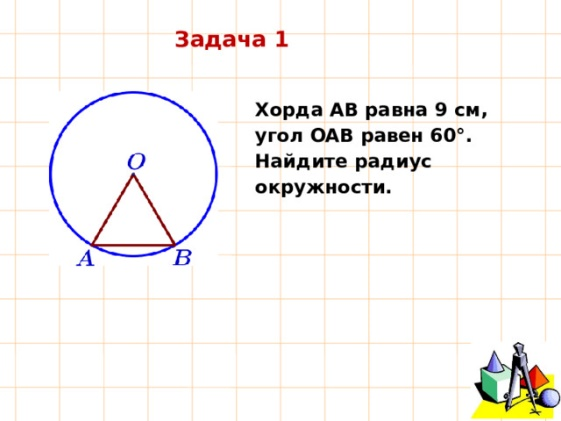 Задача 1
Хорда АВ равна 9 см,
угол ОАВ равен 60°.
Найдите радиус
окружности.
O
A
B